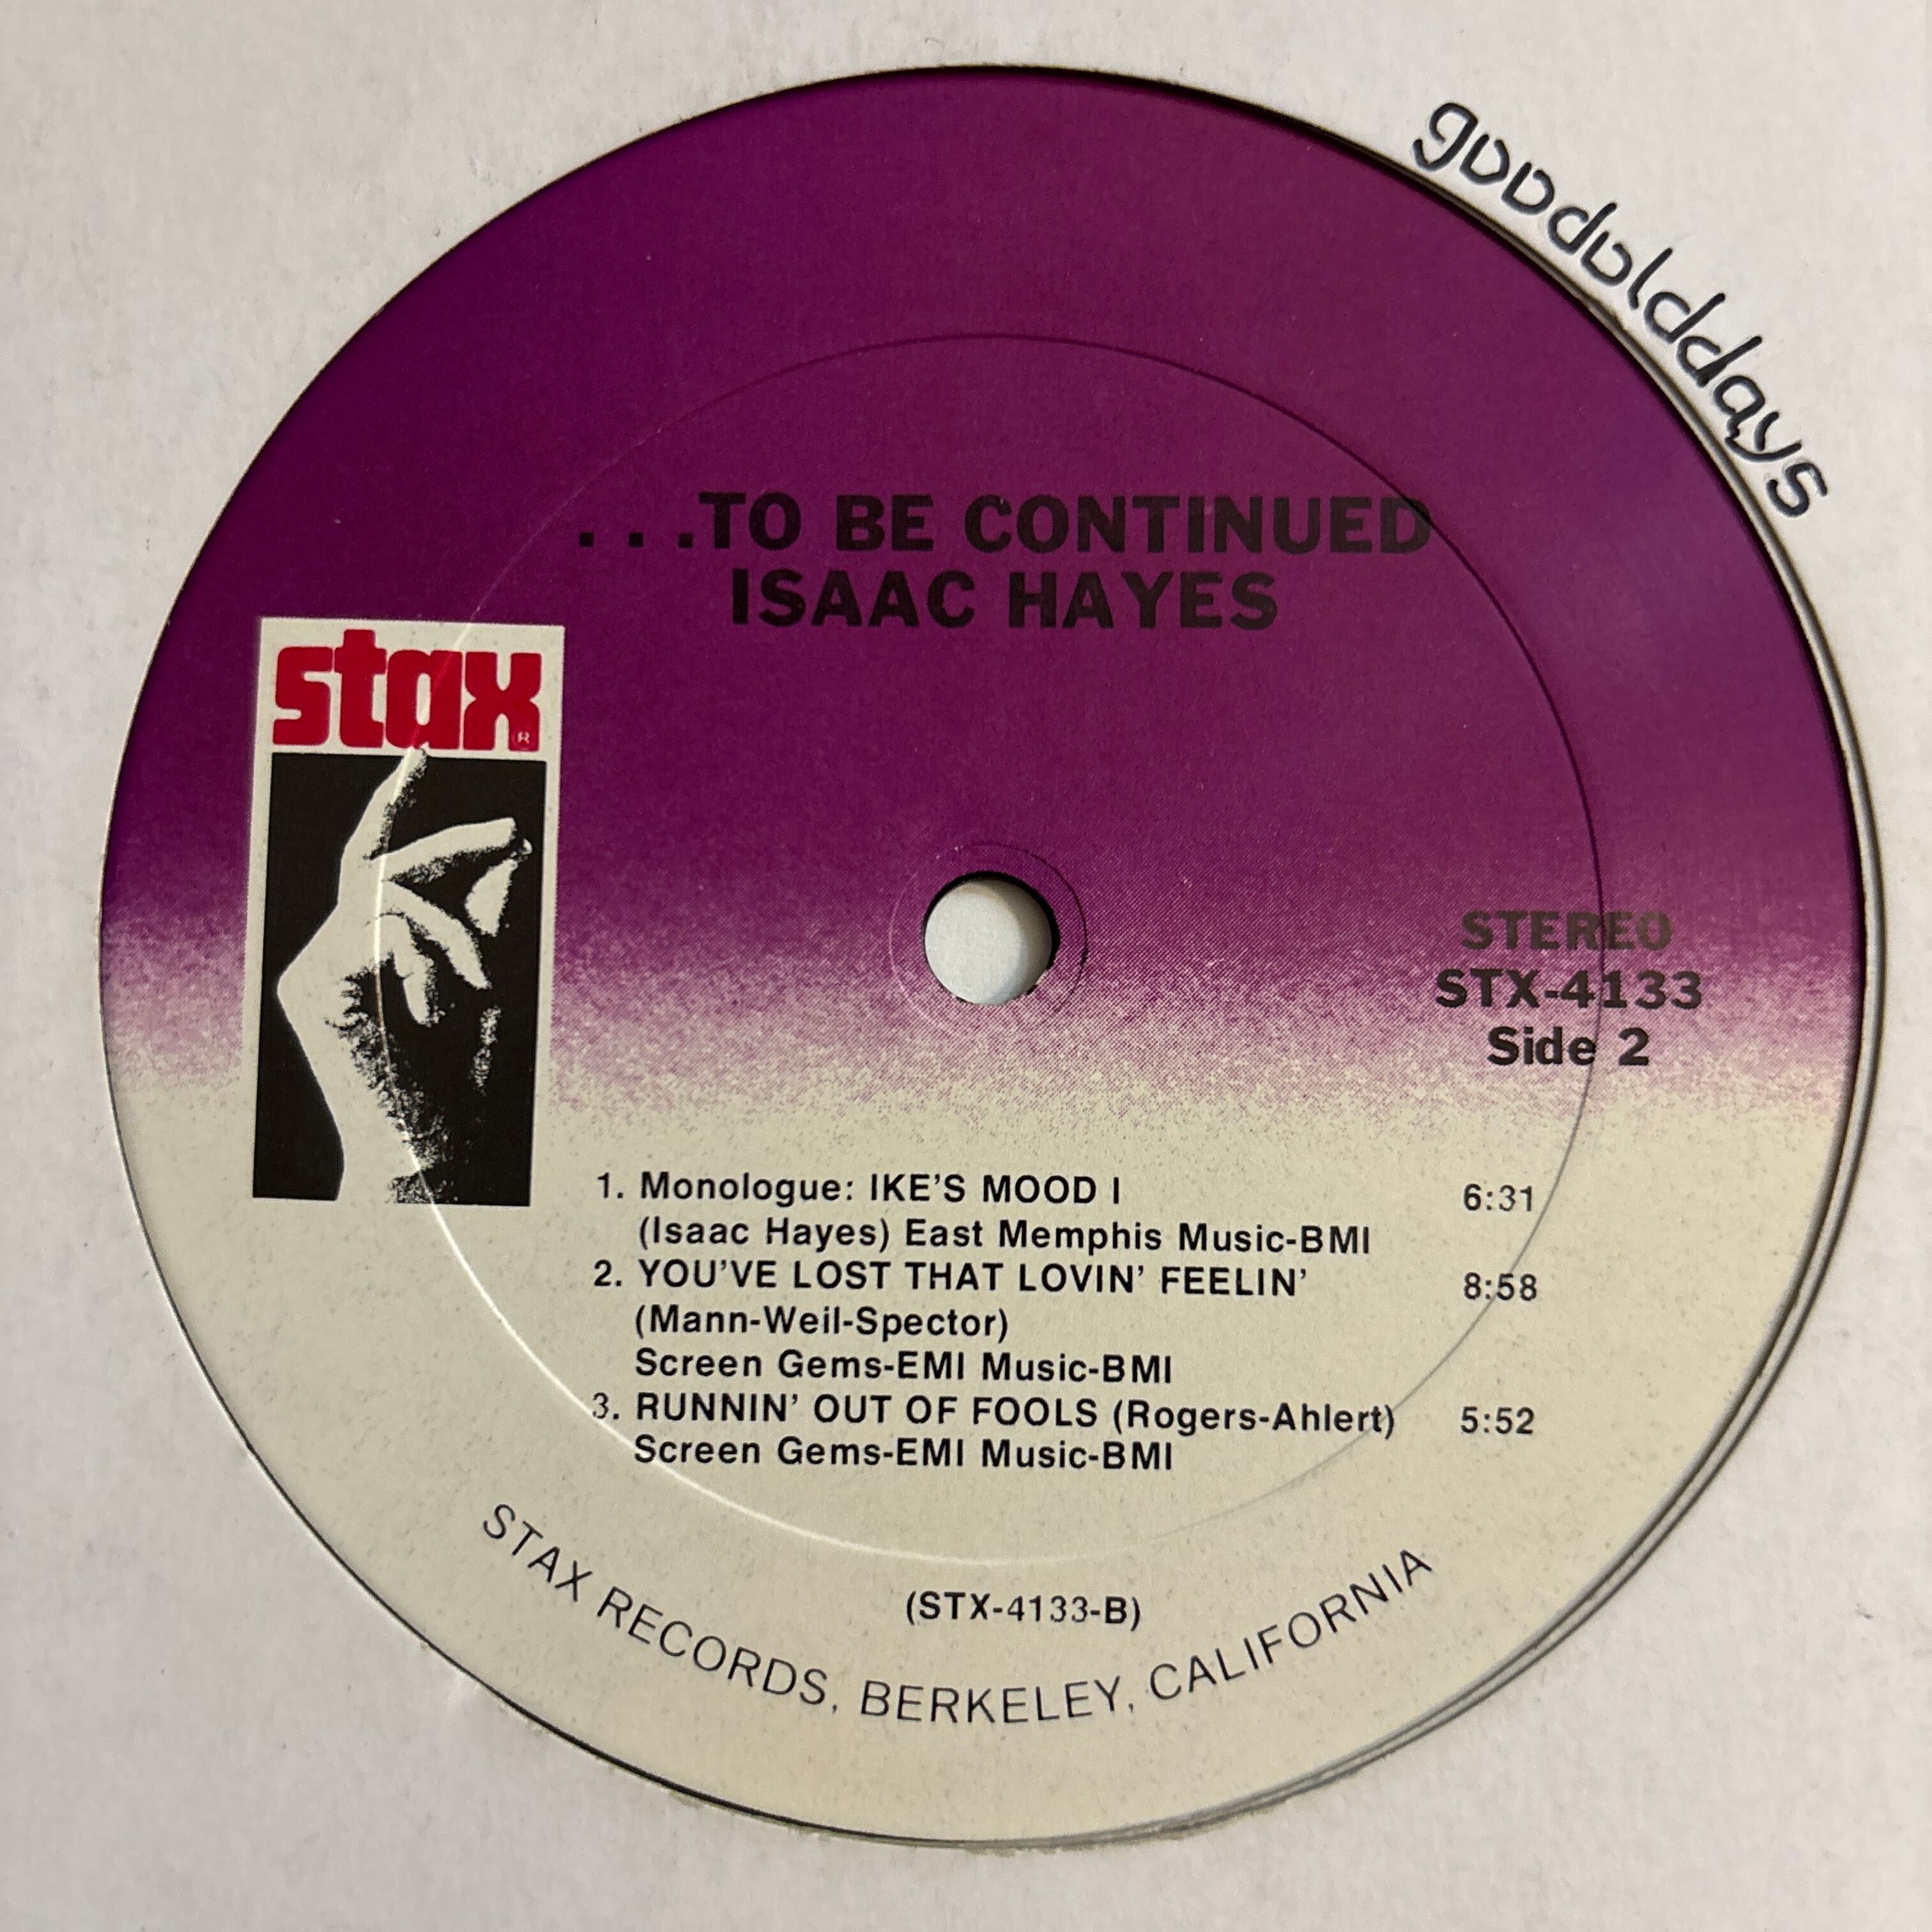 goodolddays
. . .TO BE CONTINUED
ISAAC HAYES
stax®
STEREO
STX-4133
Side 2
1. Monologue: IKE'S MOOD I 6:31
(Isaac Hayes) East Memphis Music-BMI
2. YOU'VE LOST THAT LOVIN' FEELIN' 8:58
(Mann-Weil-Spector)
Screen Gems-EMI Music-BMI
3. RUNNIN' OUT OF FOOLS (Rogers-Ahlert) 5:52
Screen Gems-EMI Music-BMI
(STX-4133-B)
STAX RECORDS, BERKELEY, CALIFORNIA